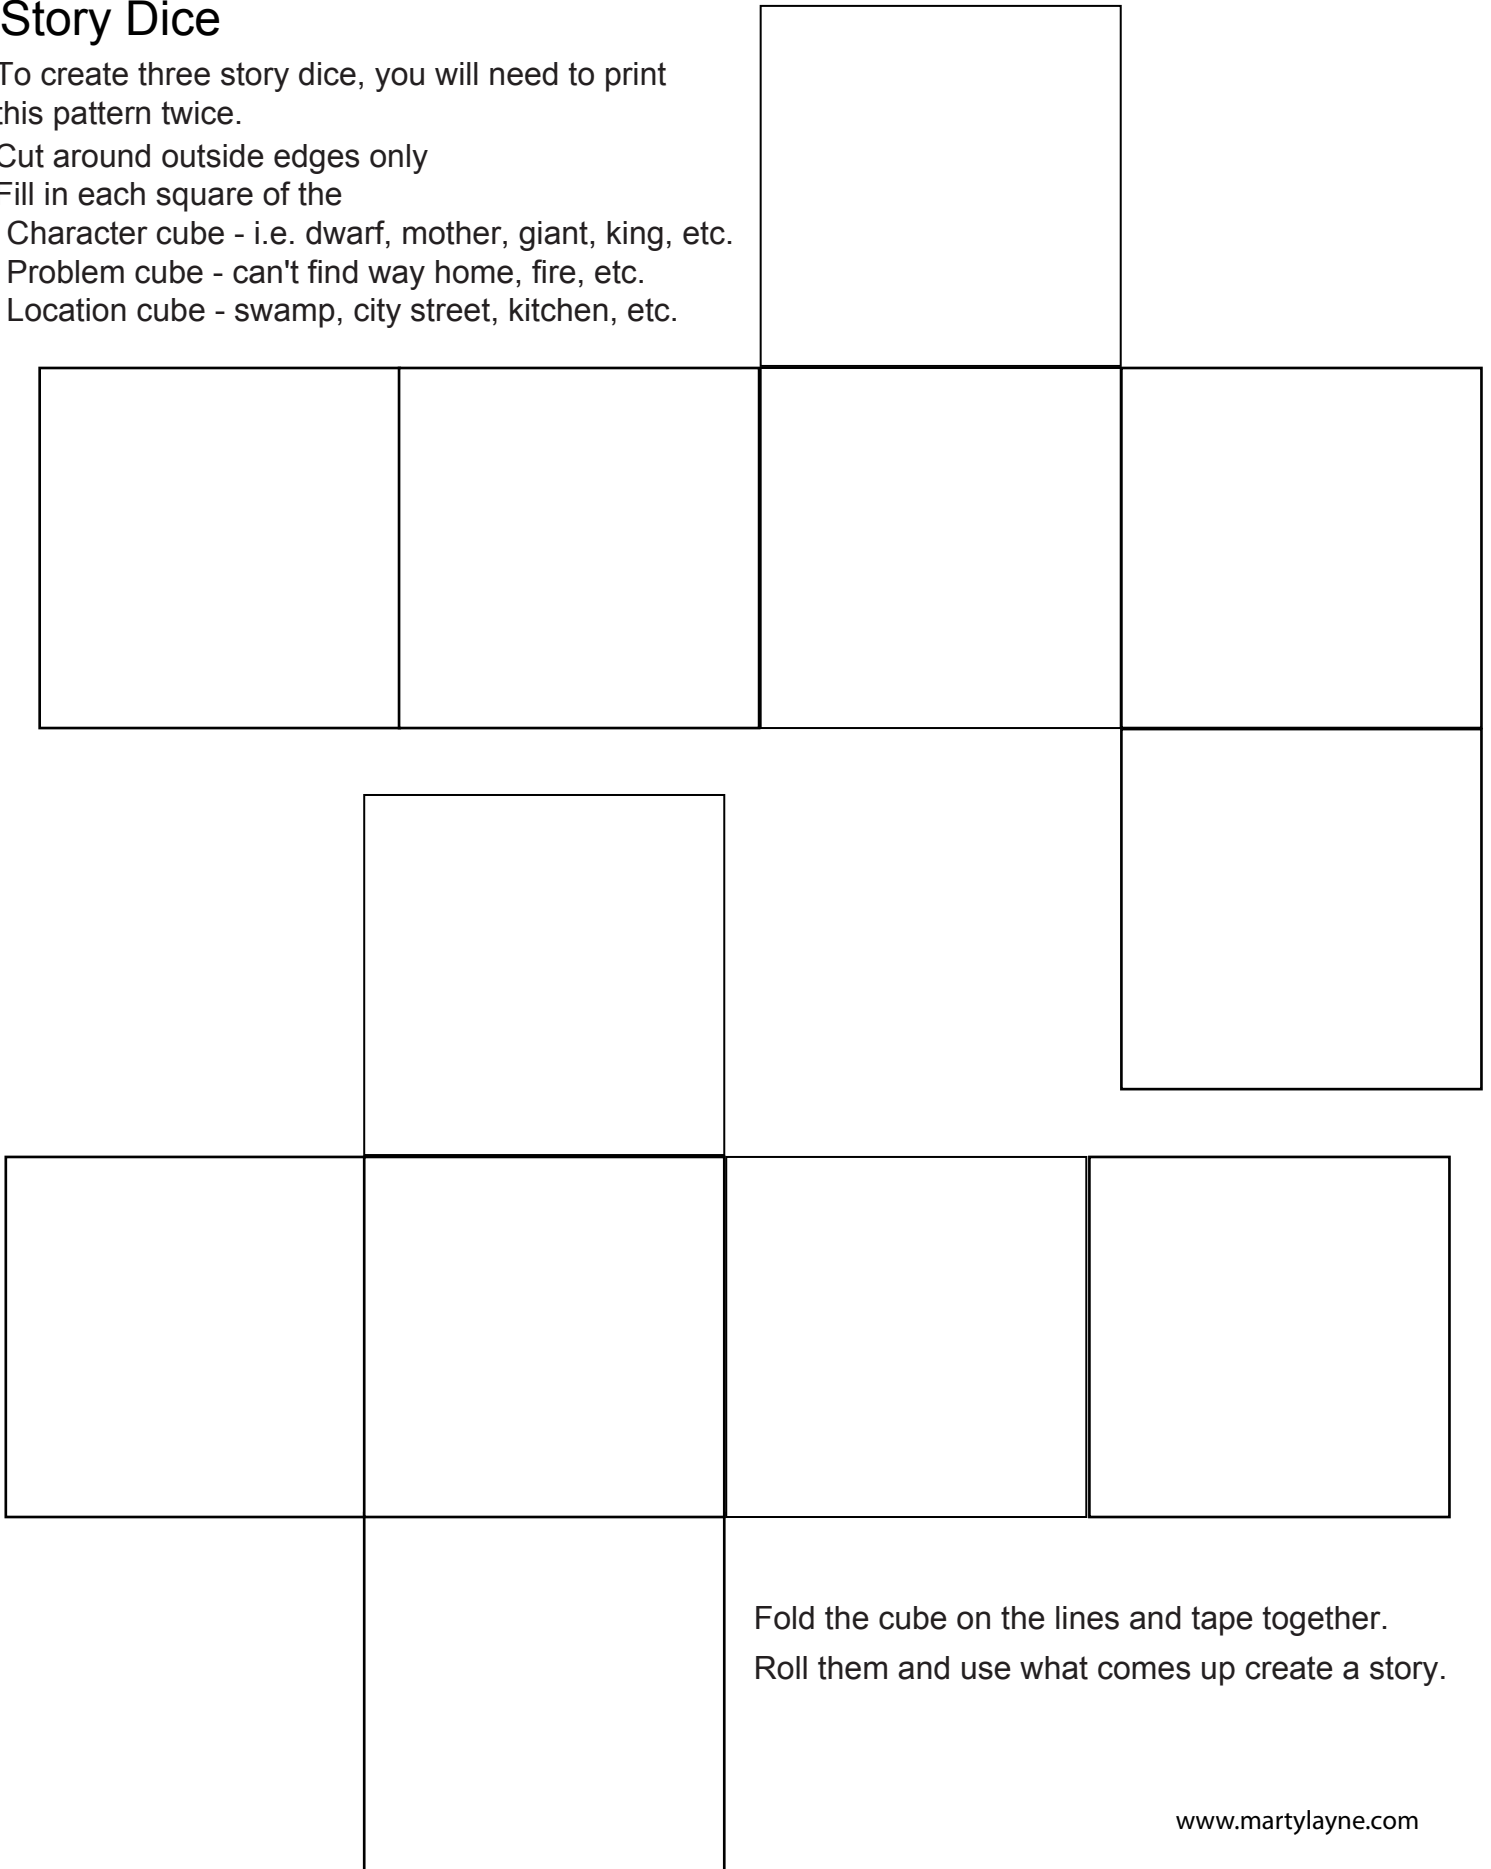 Story Dice
To create three story dice, you will need to print
this pattern twice.
Cut around outside edges only
Fill in each square of the
Character cube - i.e. dwarf, mother, giant, king, etc.
Problem cube - can't find way home, fire, etc.
Location cube - swamp, city street, kitchen, etc.
Fold the cube on the lines and tape together.
Roll them and use what comes up create a story.
www.martylayne.com